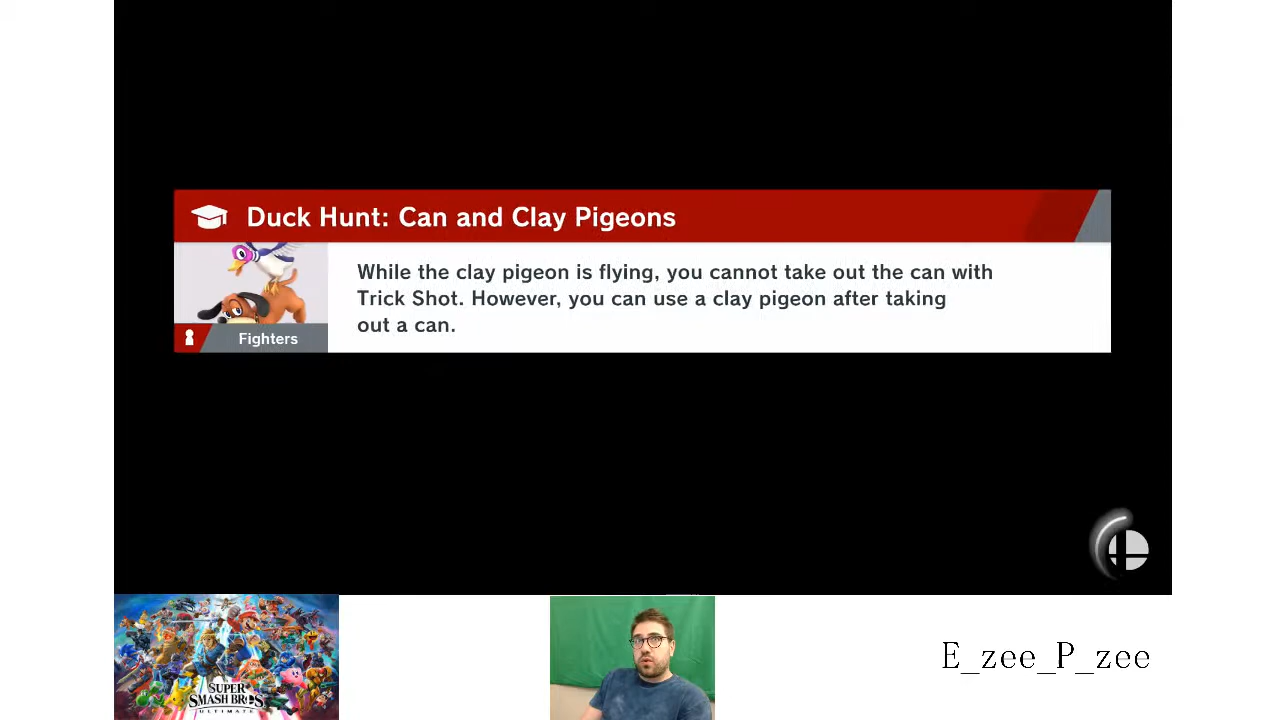 Duck Hunt: Can and Clay Pigeons
While the clay pigeon is flying, you cannot take out the can with
Trick Shot. However, you can use a clay pigeon after taking
out a can.
Fighters
SUPER
SMASH BROS.
ULTIMATE
E_zee_P_zee